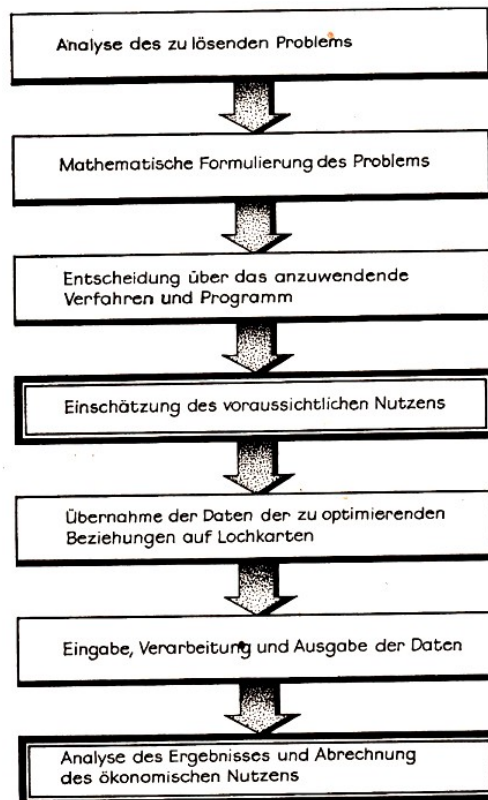 Analyse des zu lösenden Problems
Mathematische Formulierung des Problems
Entscheidung über das anzuwendende
Verfahren und Programm
Einschätzung des voraussichtlichen Nutzens
Übernahme der Daten der zu optimierenden
Beziehungen auf Lochkarten
Eingabe, Verarbeitung und Ausgabe der Daten
Analyse des Ergebnisses und Abrechnung
des ökonomischen Nutzens